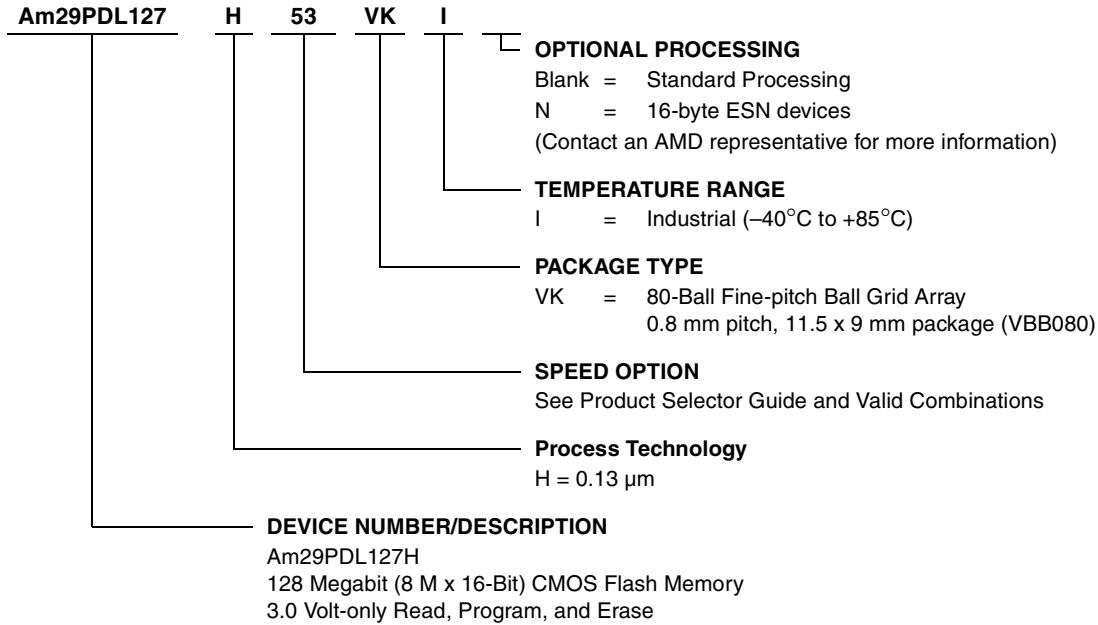 Am29PDL127 H 53 VK I
OPTIONAL PROCESSING
Blank = Standard Processing
N = 16-byte ESN devices
(Contact an AMD representative for more information)
TEMPERATURE RANGE
I = Industrial (–40°C to +85°C)
PACKAGE TYPE
VK = 80-Ball Fine-pitch Ball Grid Array
0.8 mm pitch, 11.5 x 9 mm package (VBB080)
SPEED OPTION
See Product Selector Guide and Valid Combinations
Process Technology
H = 0.13 µm
DEVICE NUMBER/DESCRIPTION
Am29PDL127H
128 Megabit (8 M x 16-Bit) CMOS Flash Memory
3.0 Volt-only Read, Program, and Erase